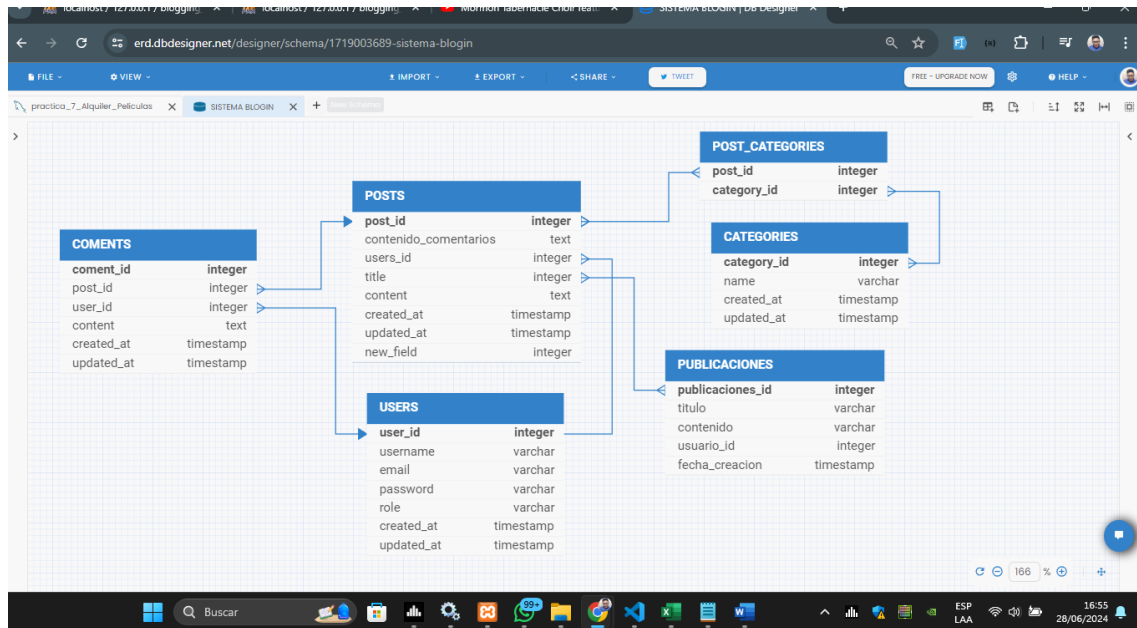 localhost / 127.0.0.1 / blogging
localhost / 127.0.0.1 / blogging
Mormon Tabernacle Choir feat
SISTEMA BLOGIN | DB Designer
erd.dbdesigner.net/designer/schema/1719003689-sistema-blogin
FILE
VIEW
IMPORT
EXPORT
SHARE
TWEET
FREE - UPGRADE NOW
HELP
practica_7_Alquiler_Peliculas
SISTEMA BLOGIN
New Schema
POST_CATEGORIES
post_id integer
category_id integer
POSTS
post_id integer
contenido_comentarios text
users_id integer
title integer
content text
created_at timestamp
updated_at timestamp
new_field integer
COMENTS
coment_id integer
post_id integer
user_id integer
content text
created_at timestamp
updated_at timestamp
CATEGORIES
category_id integer
name varchar
created_at timestamp
updated_at timestamp
PUBLICACIONES
publicaciones_id integer
titulo varchar
contenido varchar
usuario_id integer
fecha_creacion timestamp
USERS
user_id integer
username varchar
email varchar
password varchar
role varchar
created_at timestamp
updated_at timestamp
166 %
Buscar
99+
ESP
LAA
16:55
28/06/2024